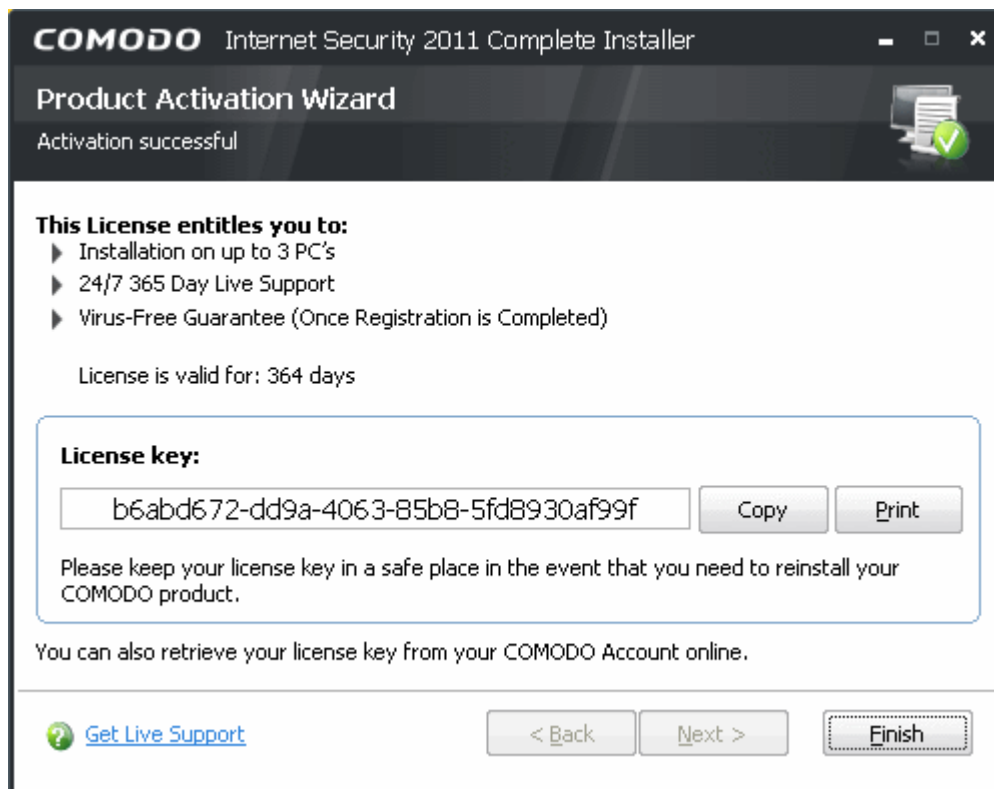 COMODO Internet Security 2011 Complete Installer
Product Activation Wizard
Activation successful
This License entitles you to:
Installation on up to 3 PC's
24/7 365 Day Live Support
Virus-Free Guarantee (Once Registration is Completed)
License is valid for: 364 days
License key:
b6abd672-dd9a-4063-85b8-5fd8930af99f Copy Print
Please keep your license key in a safe place in the event that you need to reinstall your
COMODO product.
You can also retrieve your license key from your COMODO Account online.
Get Live Support < Back Next > Finish